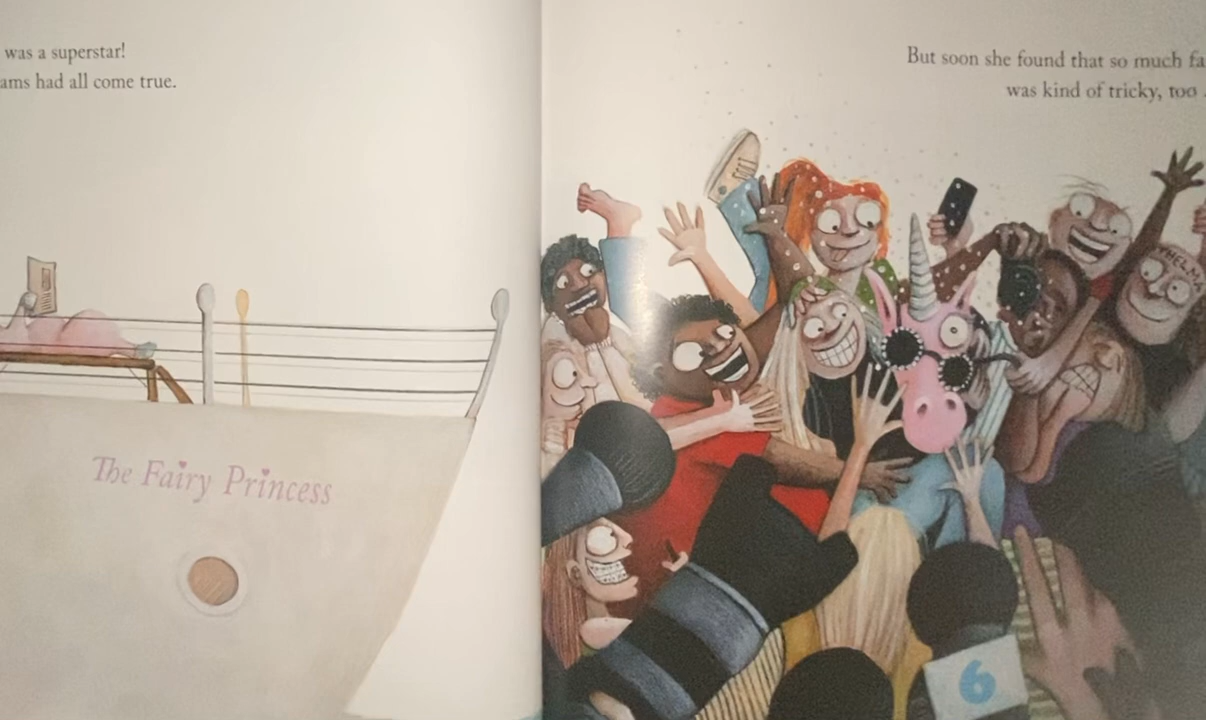 was a superstar!
ams had all come true.
The Fairy Princess
But soon she found that so much fa
was kind of tricky, too .
THELMA
6